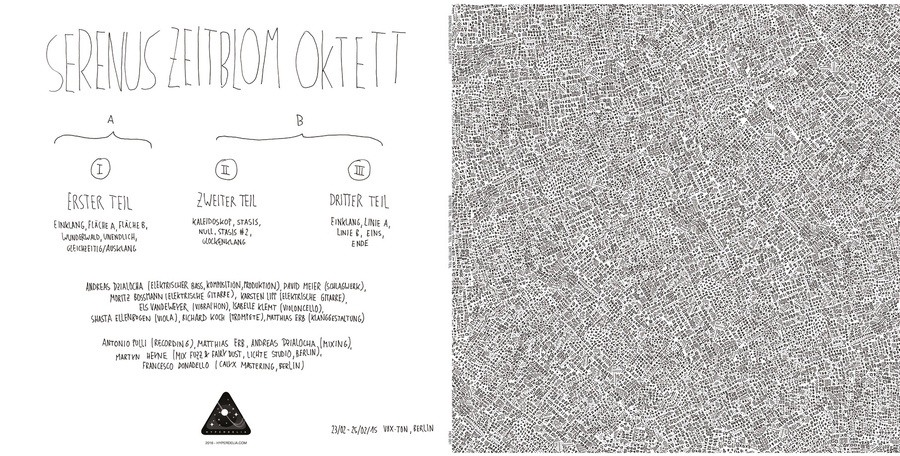 SERENUS ZEITBLOM OKTETT
A
B
I
II
III
ERSTER TEIL
ZWEITER TEIL
DRITTER TEIL
EINKLANG, FLÄCHE A, FLÄCHE B,
WUNDERWALD, UNENDLICH,
GLEICHZEITIG/AUSKLANG
KALEIDOSKOP, STASIS,
NULL, STASIS #2,
GLOCKENKLANG
EINKLANG, LINIE A,
LINIE B, EINS,
ENDE
ANDREAS DZIALOCHA (ELEKTRISCHER BASS, KOMPOSITION, PRODUKTION), DAVID MEIER (SCHLAGWERK),
MORITZ BOSSMANN (ELEKTRISCHE GITARRE), KARSTEN LIPP (ELEKTRISCHE GITARRE),
ELS VANDEWEYER (VIBRAPHON), ISABELLE KLEMT (VIOLONCELLO),
SHASTA ELLENBOGEN (VIOLA), RICHARD KOCH (TROMPETE), MATTHIAS ERB (KLANGGESTALTUNG)
ANTONIO PULLI (RECORDING), MATTHIAS ERB, ANDREAS DZIALOCHA, (MIXING),
MARTYN HEYNE (MIX FUZZ & FAIRY DUST, LICHTE STUDIO, BERLIN),
FRANCESCO DONADELLO (CALYX MASTERING, BERLIN)
HYPERDELIA
2016 - HYPERDELIA.COM
23/02 - 25/02/15 VOX-TON, BERLIN